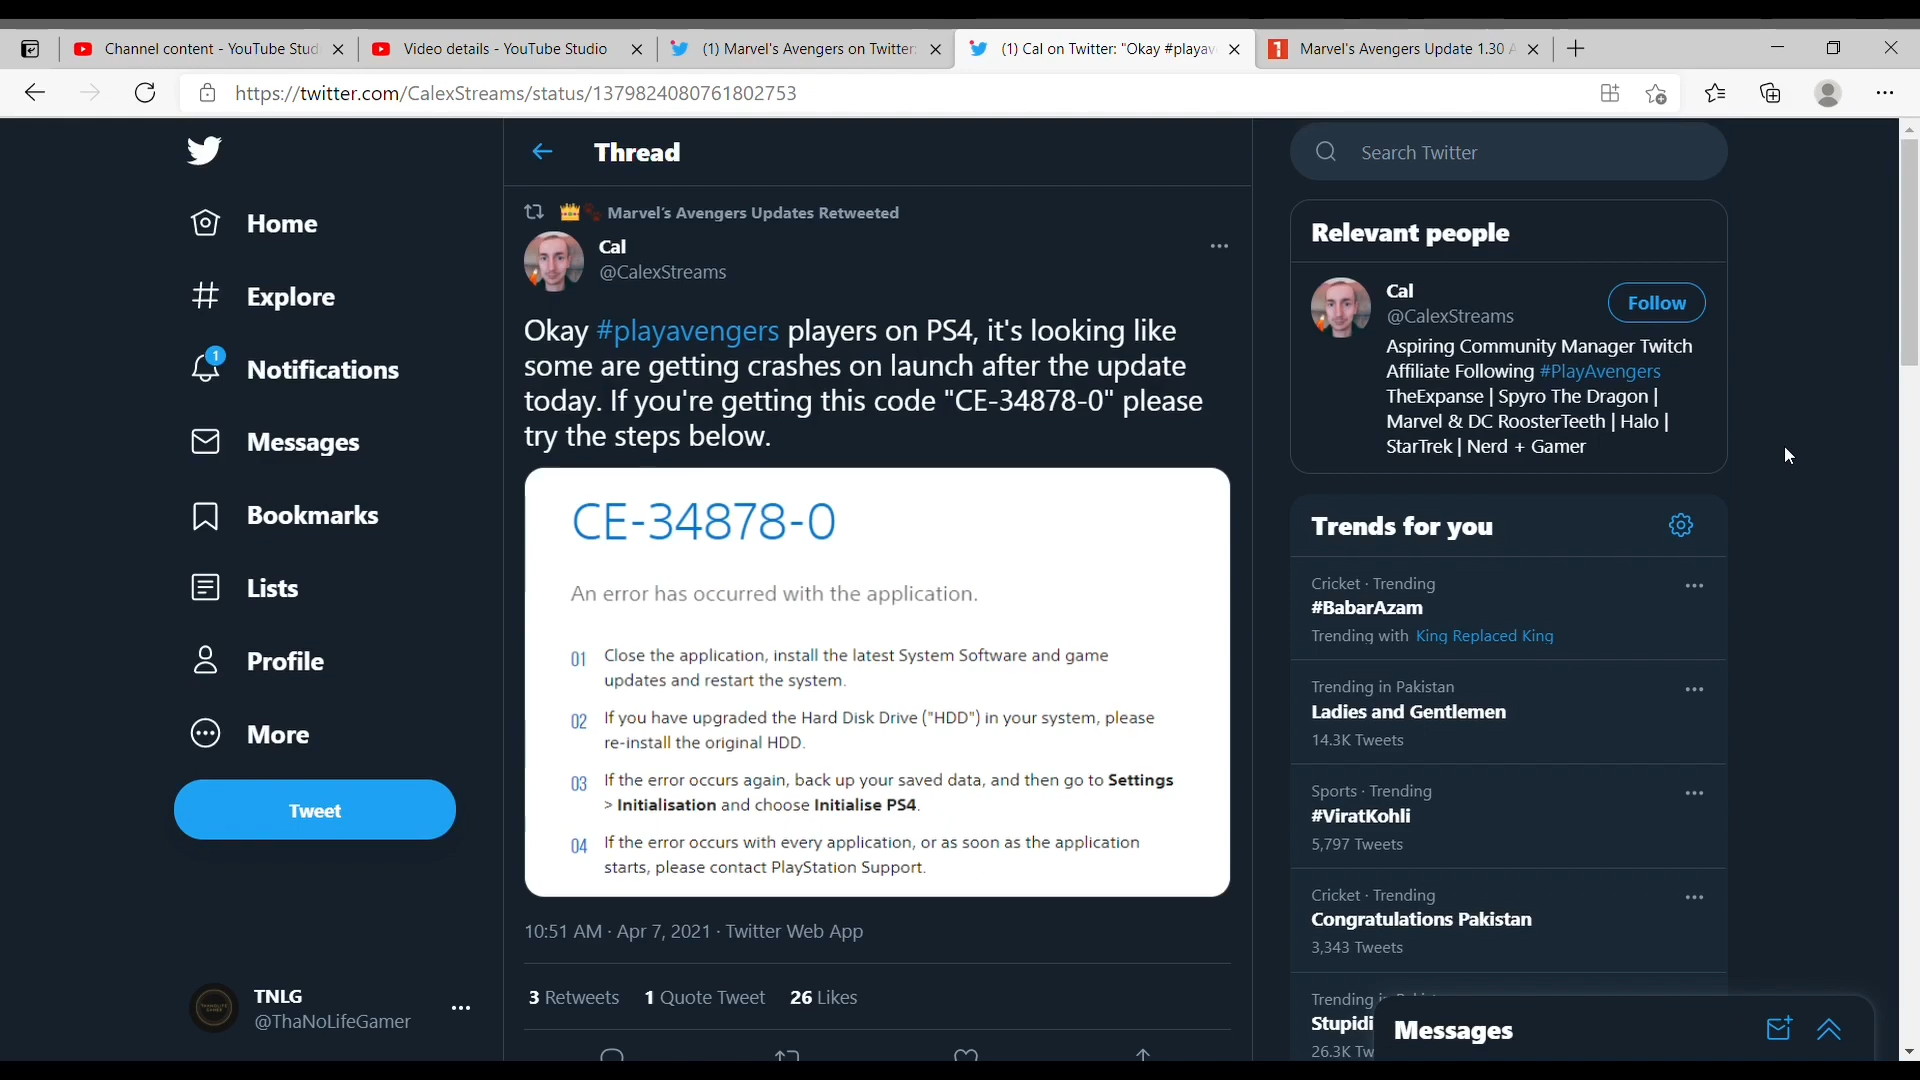 Channel content - YouTube Stud
Video details - YouTube Studio
(1) Marvel's Avengers on Twitter:
(1) Cal on Twitter: "Okay #playav
Marvel's Avengers Update 1.30
https://twitter.com/CalexStreams/status/1379824080761802753
Home
Explore
1
Notifications
Messages
Bookmarks
Lists
Profile
More
Tweet
TNLG
@ThaNoLifeGamer
Thread
Marvel's Avengers Updates Retweeted
Cal
@CalexStreams
Okay #playavengers players on PS4, it's looking like
some are getting crashes on launch after the update
today. If you're getting this code "CE-34878-0" please
try the steps below.
CE-34878-0
An error has occurred with the application.
01 Close the application, install the latest System Software and game
updates and restart the system.
02 If you have upgraded the Hard Disk Drive ("HDD") in your system, please
re-install the original HDD.
03 If the error occurs again, back up your saved data, and then go to Settings
> Initialisation and choose Initialise PS4.
04 If the error occurs with every application, or as soon as the application
starts, please contact PlayStation Support.
10:51 AM · Apr 7, 2021 · Twitter Web App
3 Retweets 1 Quote Tweet 26 Likes
Search Twitter
Relevant people
Cal
@CalexStreams
Follow
Aspiring Community Manager Twitch
Affiliate Following #PlayAvengers
TheExpanse | Spyro The Dragon |
Marvel & DC RoosterTeeth | Halo |
StarTrek | Nerd + Gamer
Trends for you
Cricket · Trending
#BabarAzam
Trending with King Replaced King
Trending in Pakistan
Ladies and Gentlemen
14.3K Tweets
Sports · Trending
#ViratKohli
5,797 Tweets
Cricket · Trending
Congratulations Pakistan
3,343 Tweets
Trending
Stupidi
26.3K Tw
Messages